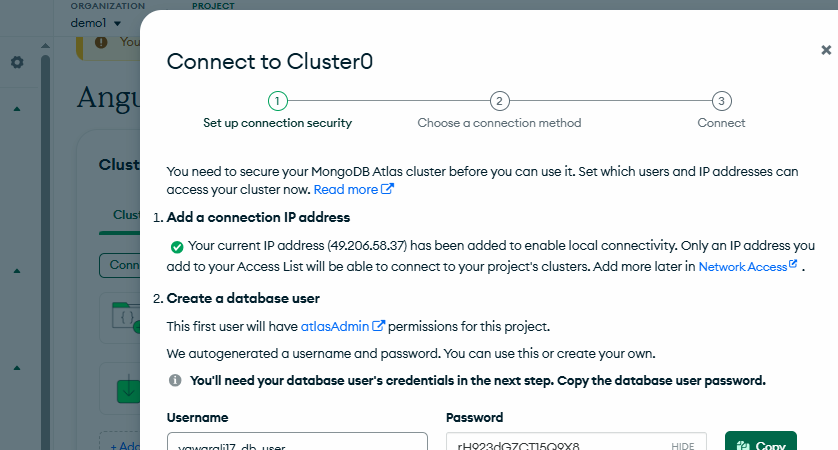 ORGANIZATION PROJECT
demo1
You
Connect to Cluster0
×
Angu
1 2 3
Set up connection security Choose a connection method Connect
Clust
You need to secure your MongoDB Atlas cluster before you can use it. Set which users and IP addresses can
access your cluster now. Read more
Clust
1. Add a connection IP address
Your current IP address (49.206.58.37) has been added to enable local connectivity. Only an IP address you
add to your Access List will be able to connect to your project's clusters. Add more later in Network Access .
Conn
2. Create a database user
{ }
This first user will have atlasAdmin permissions for this project.
We autogenerated a username and password. You can use this or create your own.
You'll need your database user's credentials in the next step. Copy the database user password.
Username Password
+ Add
HIDE Copy